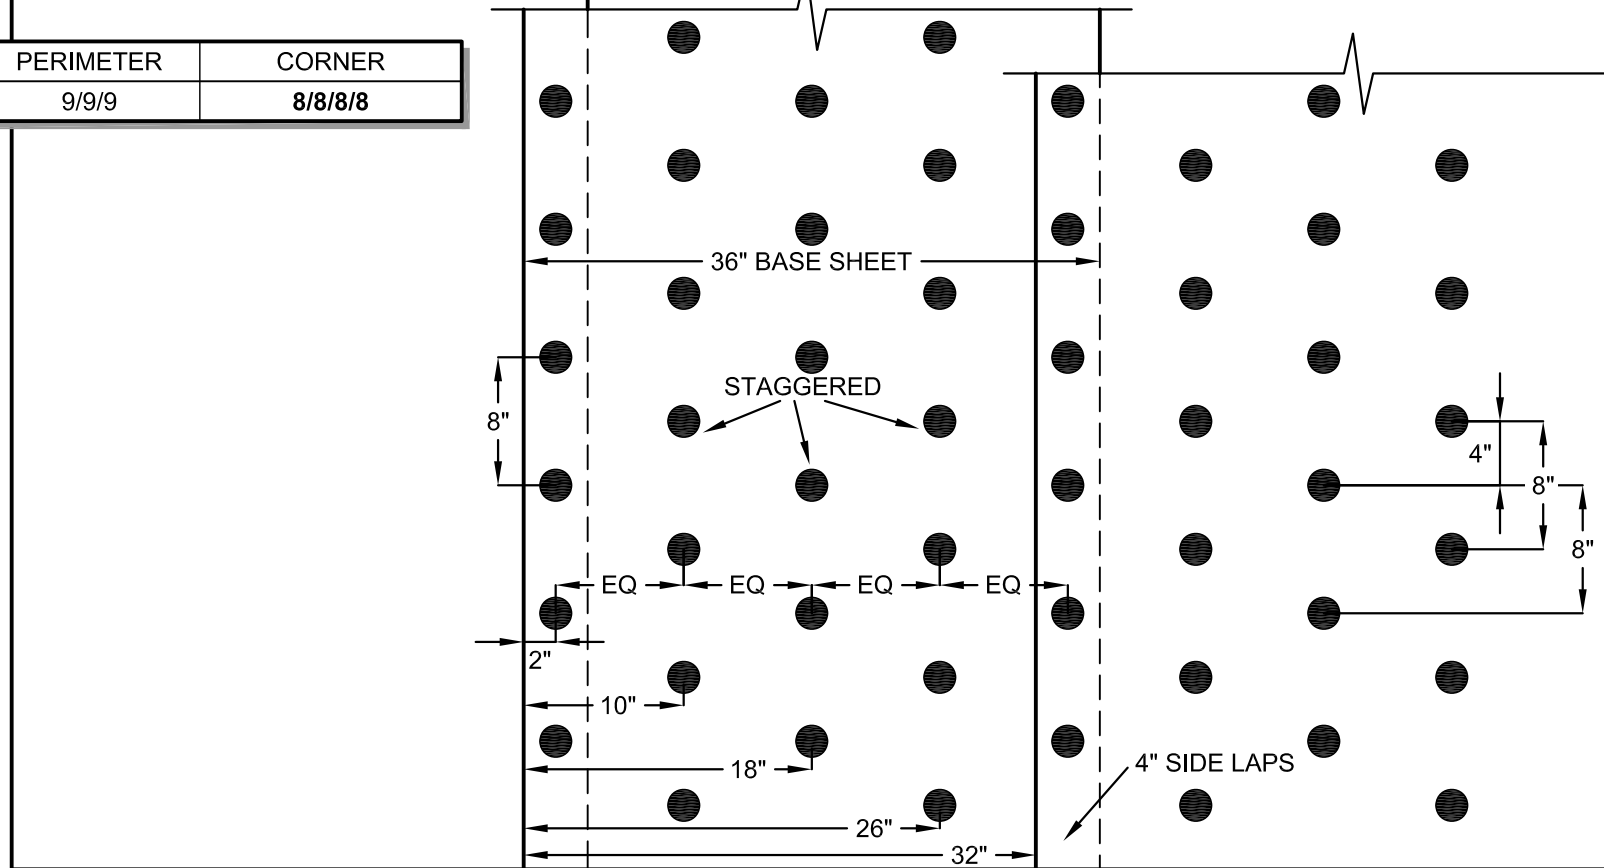 PERIMETER CORNER
9/9/9 8/8/8/8
36" BASE SHEET
STAGGERED
8"
4"
8"
8"
EQ EQ EQ EQ
2"
10"
18"
4" SIDE LAPS
26"
32"